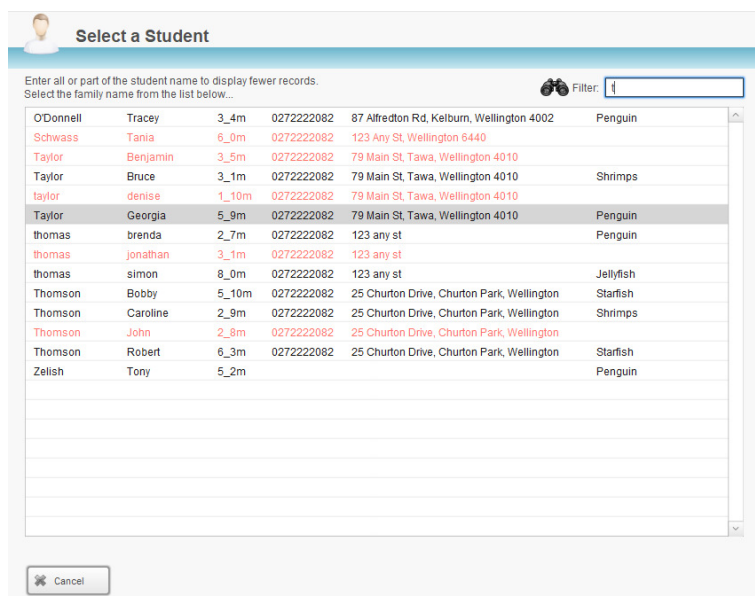 Select a Student
Enter all or part of the student name to display fewer records.
Select the family name from the list below...
Filter: t
O'Donnell Tracey 3_4m 0272222082 87 Alfredton Rd, Kelburn, Wellington 4002 Penguin
Schwass Tania 6_0m 0272222082 123 Any St, Wellington 6440
Taylor Benjamin 3_5m 0272222082 79 Main St, Tawa, Wellington 4010
Taylor Bruce 3_1m 0272222082 79 Main St, Tawa, Wellington 4010 Shrimps
taylor denise 1_10m 0272222082 79 Main St, Tawa, Wellington 4010
Taylor Georgia 5_9m 0272222082 79 Main St, Tawa, Wellington 4010 Penguin
thomas brenda 2_7m 0272222082 123 any st Penguin
thomas jonathan 3_1m 0272222082 123 any st
thomas simon 8_0m 0272222082 123 any st Jellyfish
Thomson Bobby 5_10m 0272222082 25 Churton Drive, Churton Park, Wellington Starfish
Thomson Caroline 2_9m 0272222082 25 Churton Drive, Churton Park, Wellington Shrimps
Thomson John 2_8m 0272222082 25 Churton Drive, Churton Park, Wellington
Thomson Robert 6_3m 0272222082 25 Churton Drive, Churton Park, Wellington Starfish
Zelish Tony 5_2m Penguin
Cancel